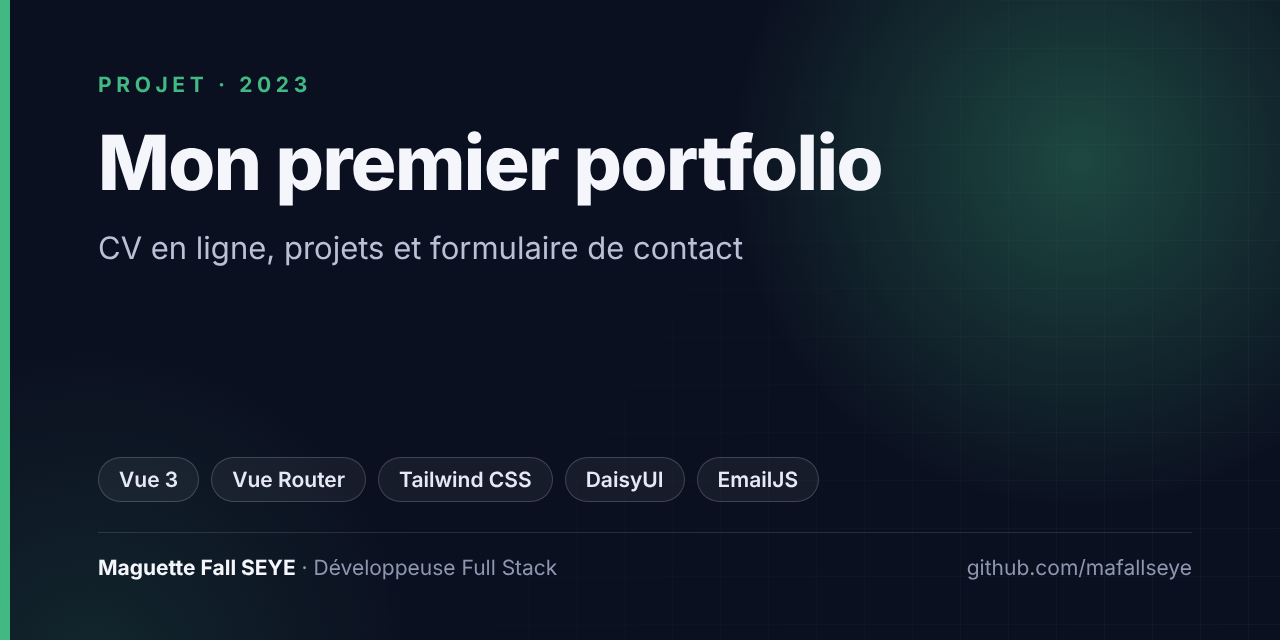 PROJET · 2023
Mon premier portfolio
CV en ligne, projets et formulaire de contact
Vue 3 Vue Router Tailwind CSS DaisyUI EmailJS
Maguette Fall SEYE · Développeuse Full Stack github.com/mafallseye